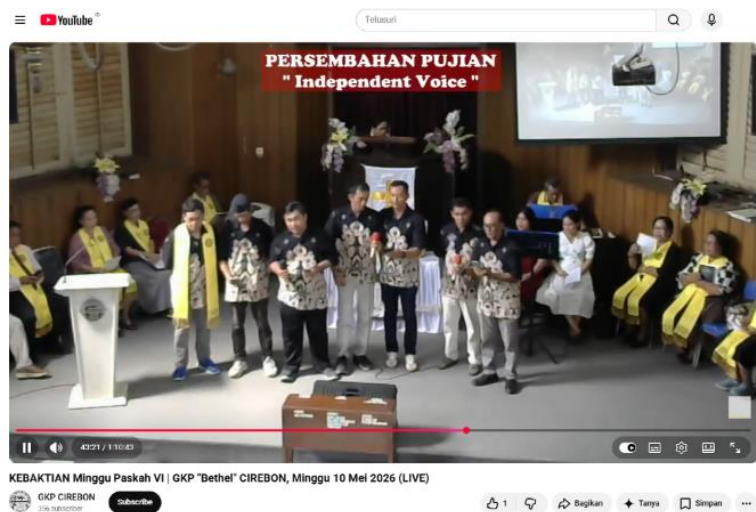 YouTube
Telusuri
PERSEMBAHAN PUJIAN
" Independent Voice "
43:21 / 1:10:43
KEBAKTIAN Minggu Paskah VI | GKP "Bethel" CIREBON, Minggu 10 Mei 2026 (LIVE)
GKP CIREBON
356 subscriber
Subscribe
1
Bagikan
Tanya
Simpan